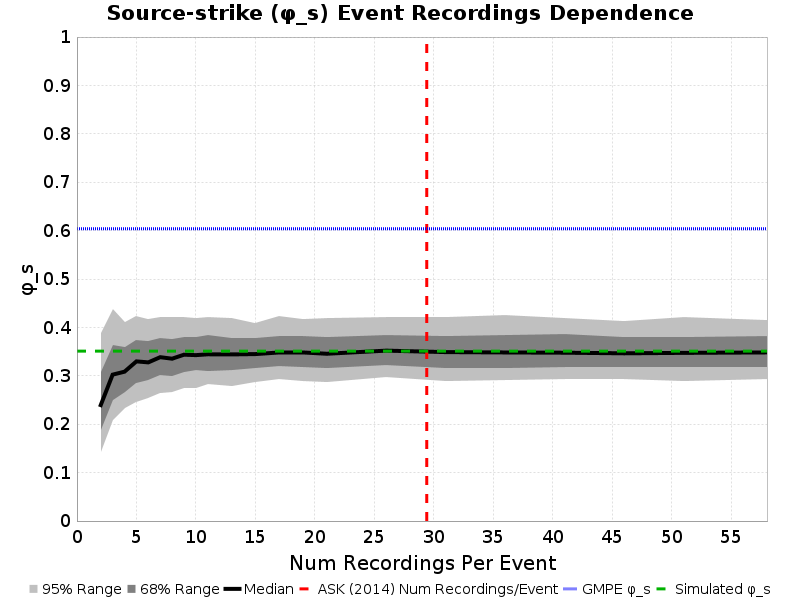 Source-strike (φ_s) Event Recordings Dependence
1
0.9
0.8
0.7
0.6
0.5
0.4
0.3
0.2
0.1
0
φ_s
0 5 10 15 20 25 30 35 40 45 50 55
Num Recordings Per Event
95% Range 68% Range Median ASK (2014) Num Recordings/Event GMPE φ_s Simulated φ_s